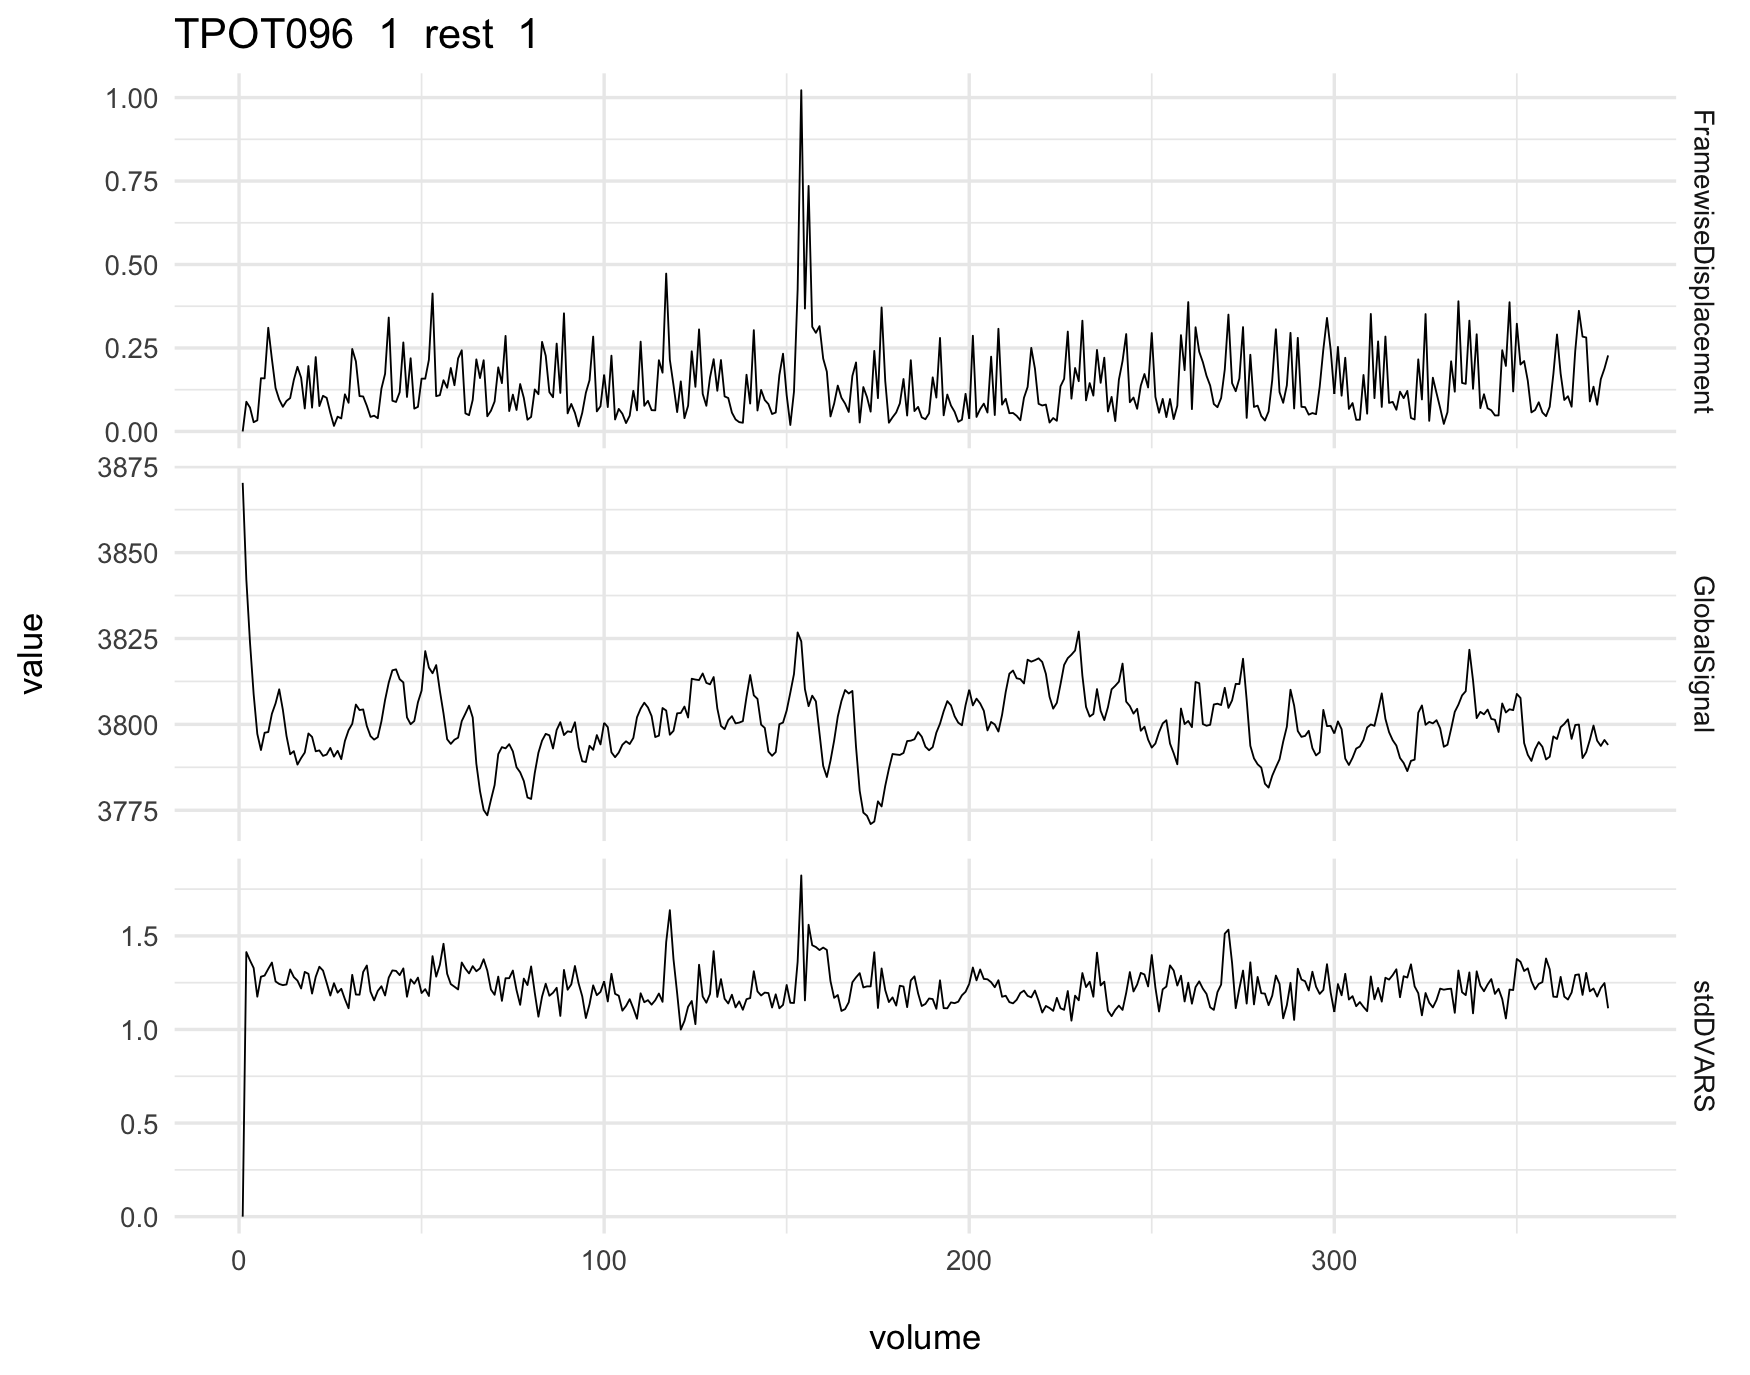 TPOT096 1 rest 1
1.00
0.75
0.50
0.25
0.00
FramewiseDisplacement
3875
3850
3825
3800
3775
GlobalSignal
value
1.5
1.0
0.5
0.0
stdDVARS
0 100 200 300
volume